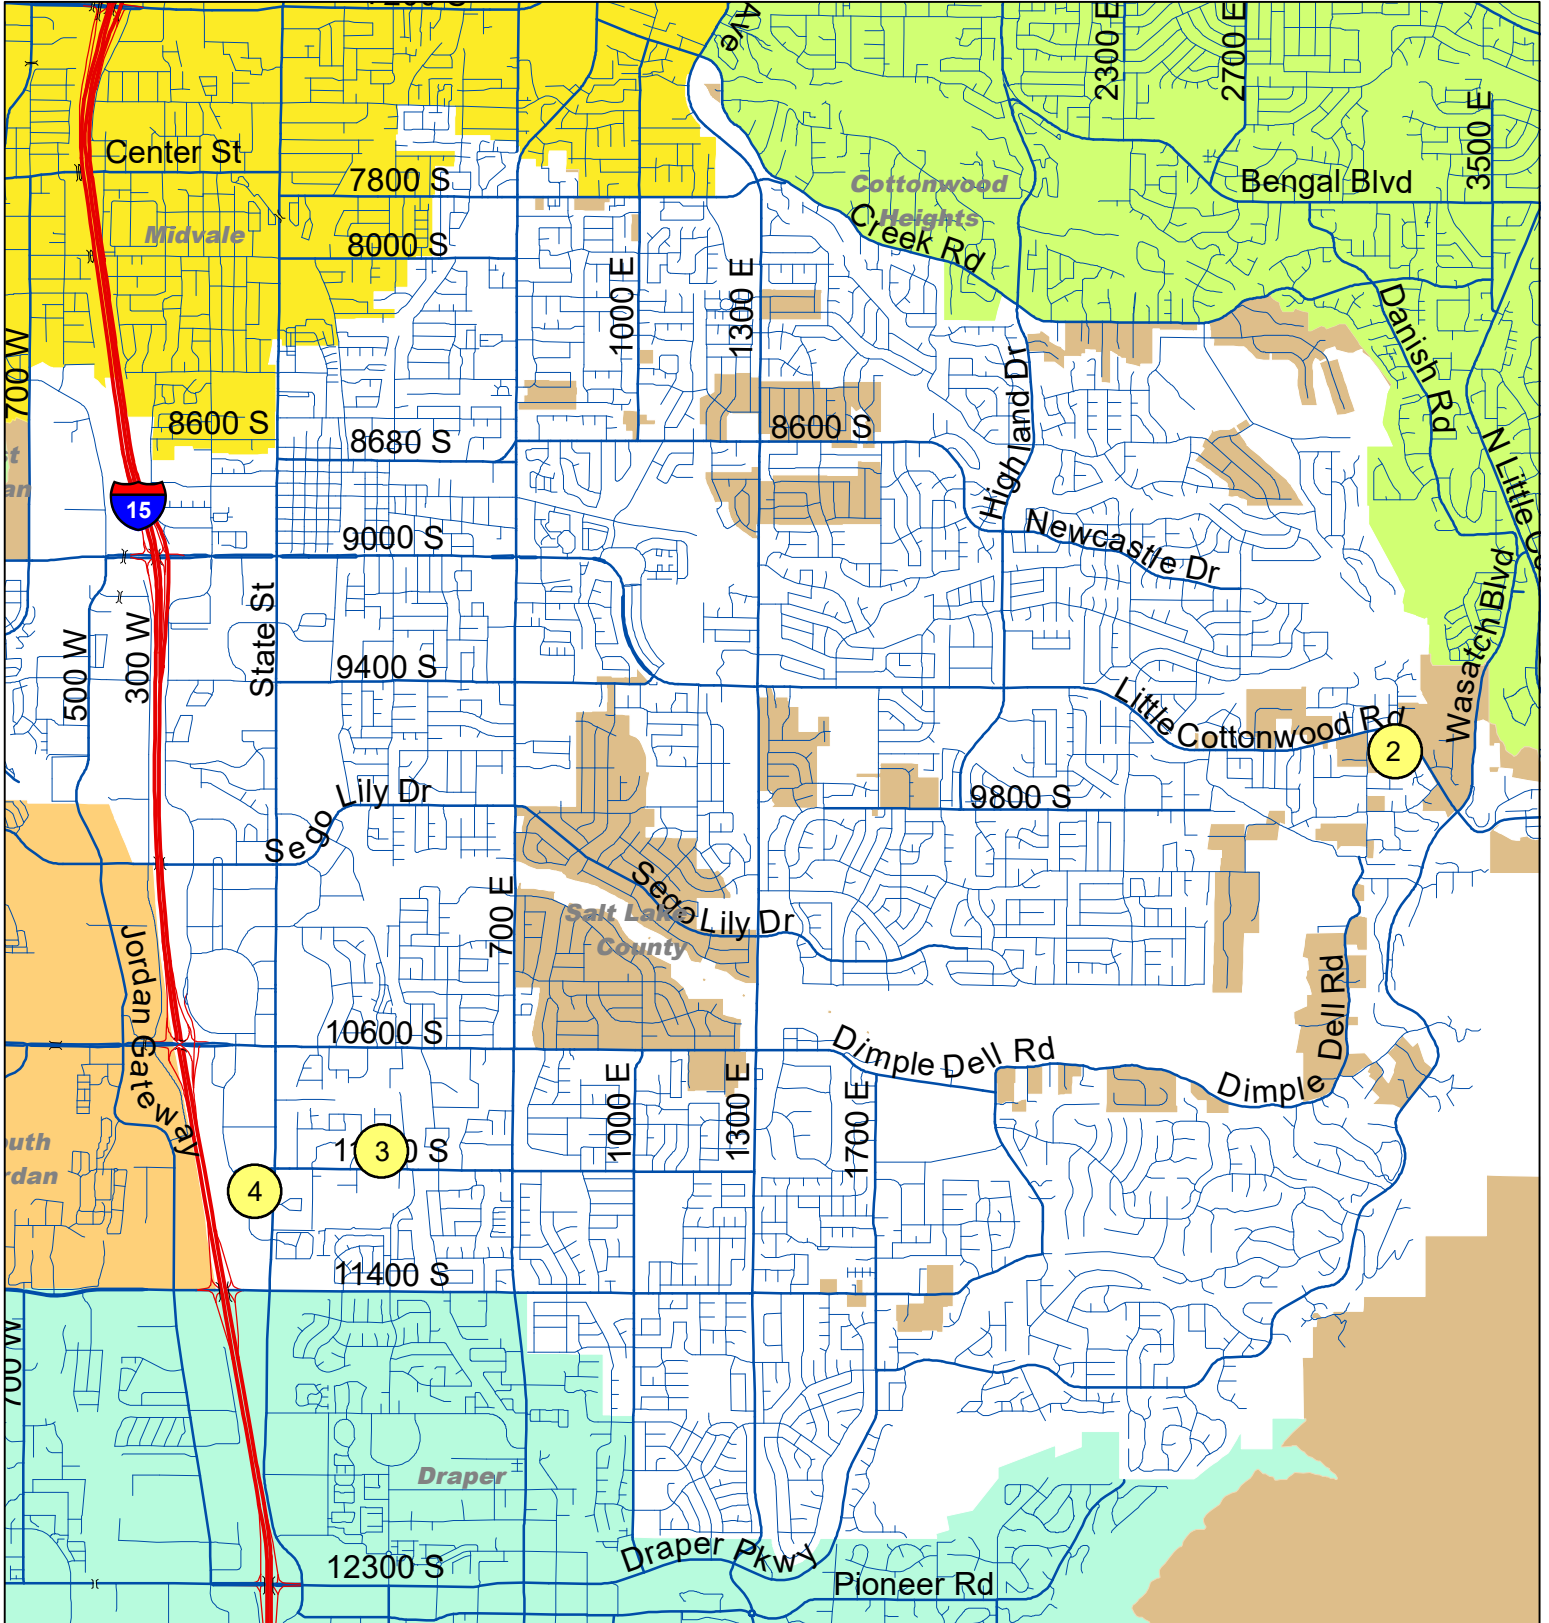 Ave
2300 E
2700 E
3500 E
Center St
7800 S
Bengal Blvd
Cottonwood
Heights
Midvale
8000 S
Creek Rd
1000 E
1300 E
700 W
Danish Rd
Highland Dr
8600 S
8680 S
8600 S
N Little
15
9000 S
Newcastle Dr
State St
500 W
300 W
9400 S
Wasatch Blvd
Little Cottonwood Rd
2
Sego Lily Dr
9800 S
700 E
Sego Lily Dr
Salt Lake
County
Jordan Gateway
10600 S
Dimple Dell Rd
Dimple Dell Rd
1000 E
1300 E
1700 E
3
4
11400 S
700 W
Draper
12300 S
Draper Pkwy
Pioneer Rd